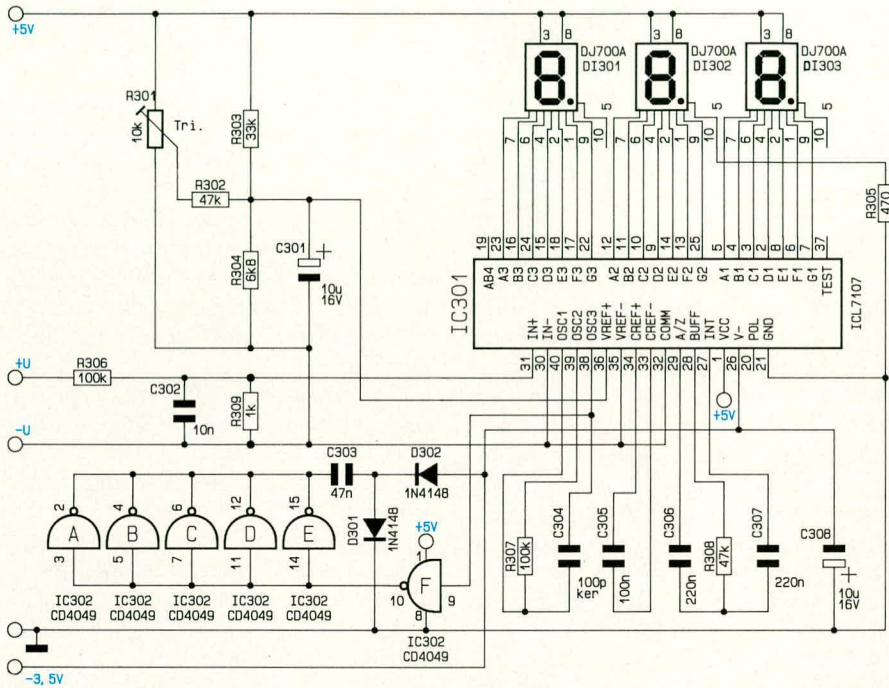 +5V
3 8
3 8
3 8
DJ700A
DI301
DJ700A
DI302
DJ700A
DI303
R301
10k
Tri.
R303
33k
R302
47k
R304
6k8
C301
+
10u
16V
7 6 4 2 1 9 10 5
7 6 4 2 1 9 10 5
7 6 4 2 1 9 10 5
R305
470
19 23 16 24 15 18 17 22 12 11 10 9 14 13 25 5 4 3 2 8 6 7 37
AB4 A3 B3 C3 D3 E3 F3 G3 A2 B2 C2 D2 E2 F2 G2 A1 B1 C1 D1 E1 F1 G1 TEST
IC301
ICL7107
IN+ IN- OSC1 OSC2 OSC3 VREF+ VREF- CREF+ CREF- COMM A/Z BUFF INT VCC V- POL GND
31 30 40 39 38 36 35 34 33 32 29 28 27 1 26 20 21
+5V
+U
R306
100k
C302
10n
R309
1k
-U
C303
47n
D302
1N4148
D301
1N4148
2 4 6 12 15
A B C D E
3 5 7 11 14
+5V
1
F
10 9
8
IC302
CD4049
IC302
CD4049
IC302
CD4049
IC302
CD4049
IC302
CD4049
IC302
CD4049
R307
100k
C304
100p
ker
C305
100n
C306
220n
R308
47k
C307
220n
C308
+
10u
16V
-3,5V